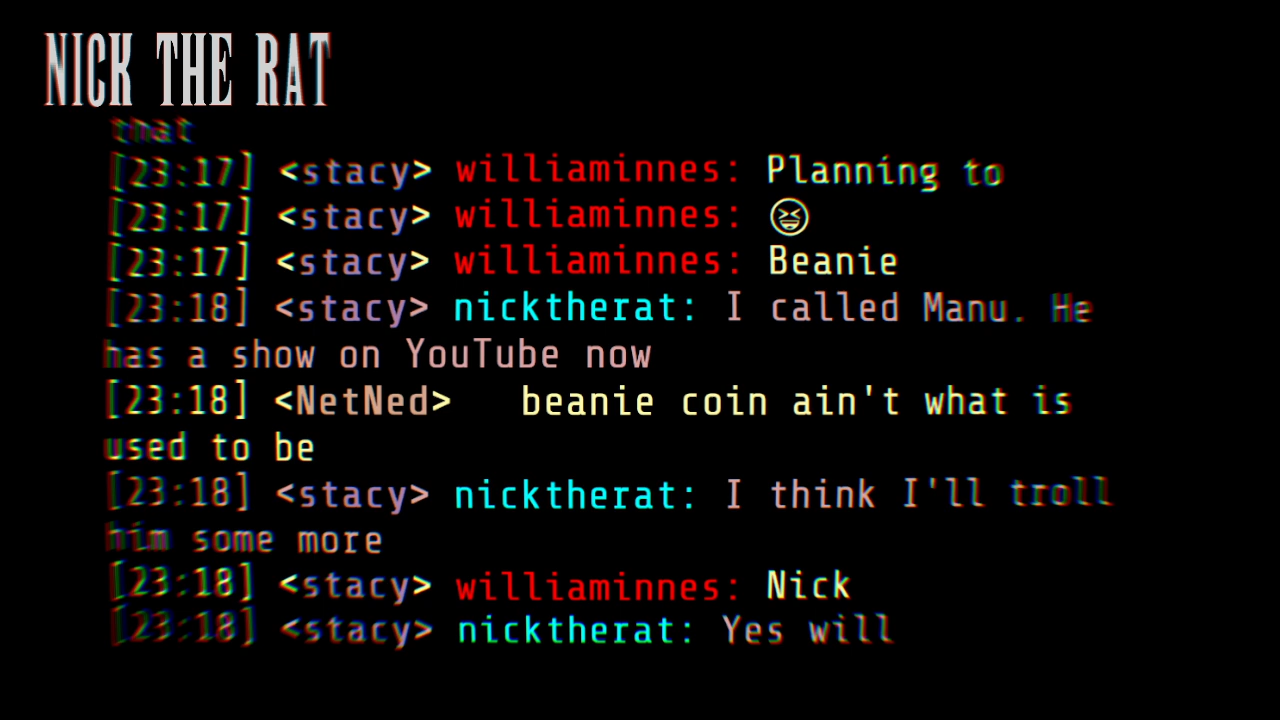 NICK THE RAT
that
[23:17] <stacy> williaminnes: Planning to
[23:17] <stacy> williaminnes: 😆
[23:17] <stacy> williaminnes: Beanie
[23:18] <stacy> nicktherat: I called Manu. He
has a show on YouTube now
[23:18] <NetNed> beanie coin ain't what is
used to be
[23:18] <stacy> nicktherat: I think I'll troll
him some more
[23:18] <stacy> williaminnes: Nick
[23:18] <stacy> nicktherat: Yes will